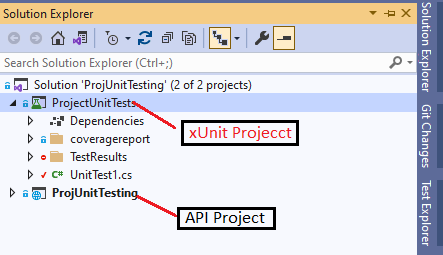 Solution Explorer
Search Solution Explorer (Ctrl+;)
Solution 'ProjUnitTesting' (2 of 2 projects)
ProjectUnitTests
Dependencies
xUnit Projecct
coveragereport
TestResults
C# UnitTest1.cs
ProjUnitTesting
API Project
Solution Explorer
Git Changes
Test Explorer